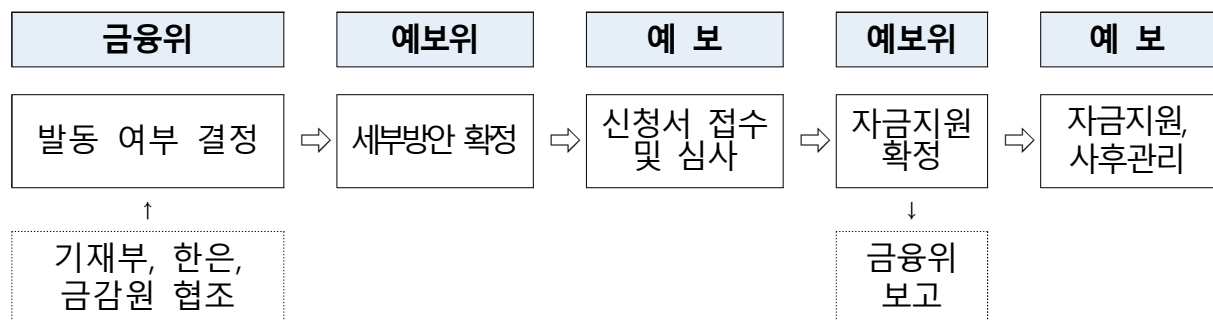 금융위 예보위 예 보 예보위 예 보
발동 여부 결정 ⇨ 세부방안 확정 ⇨ 신청서 접수 및 심사 ⇨ 자금지원 확정 ⇨ 자금지원, 사후관리
↑ ↓
기재부, 한은,
금감원 협조
금융위
보고